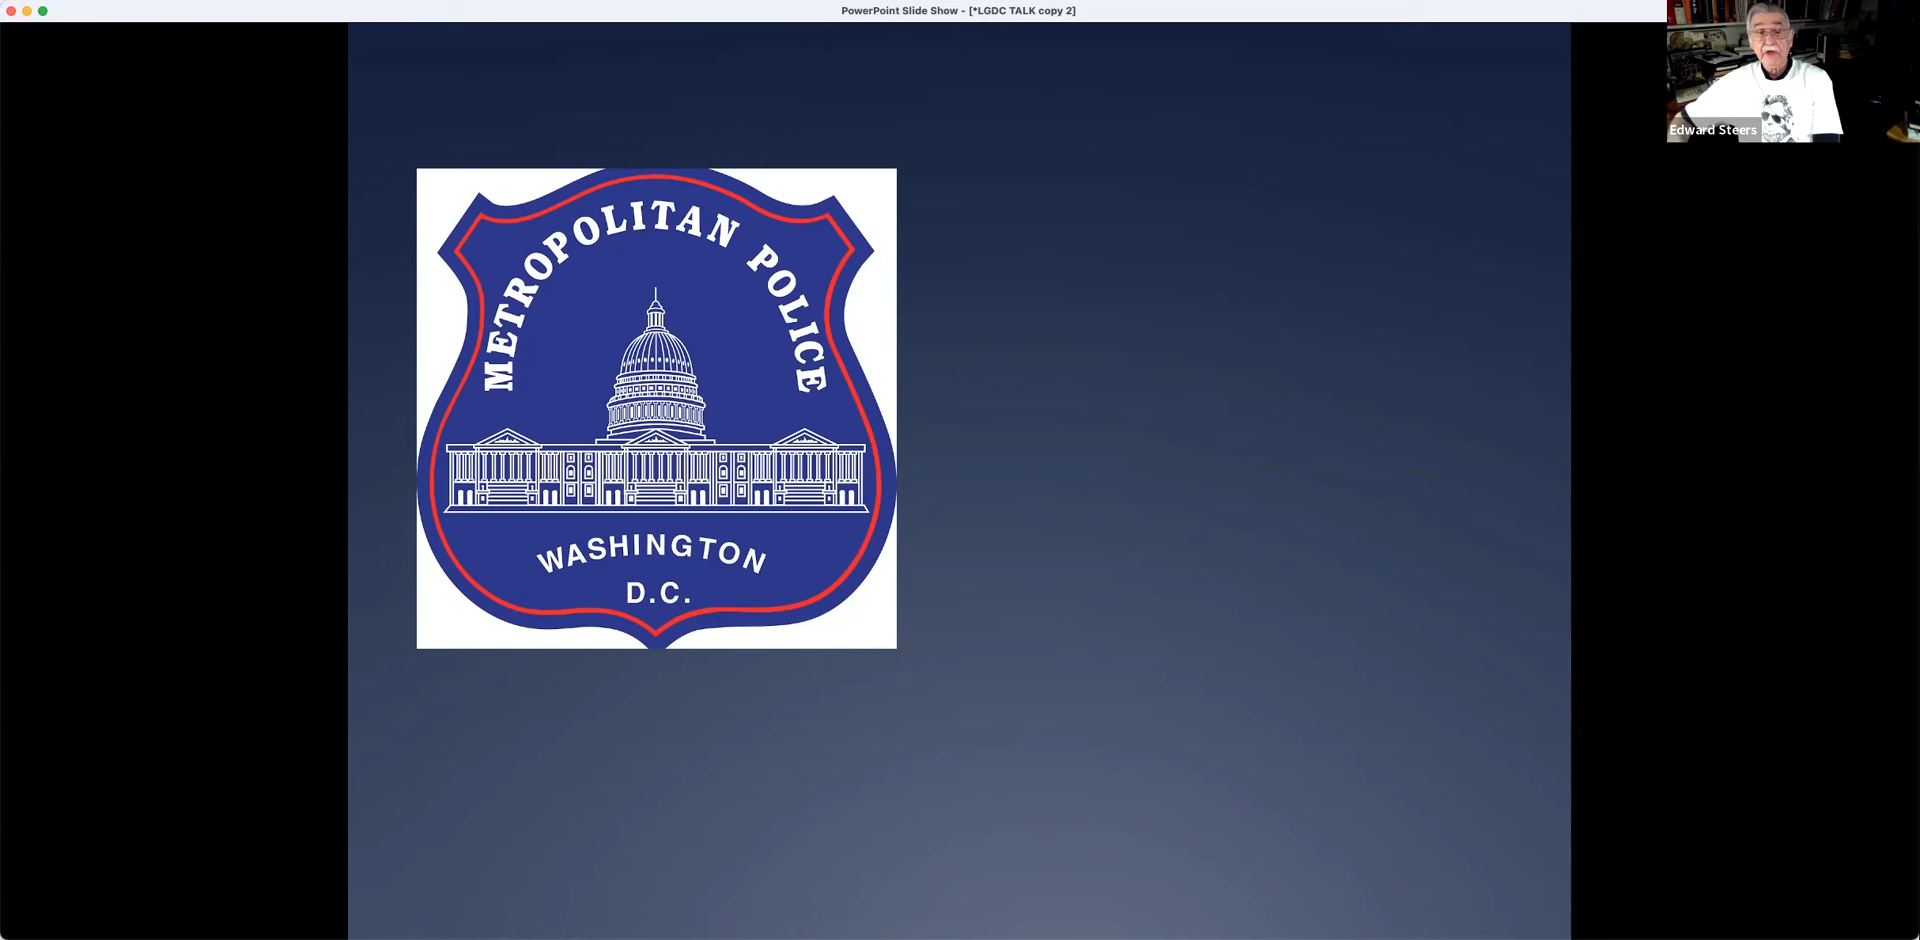 PowerPoint Slide Show - [*LGDC TALK copy 2]
Edward Steers
METROPOLITAN POLICE
WASHINGTON
D.C.